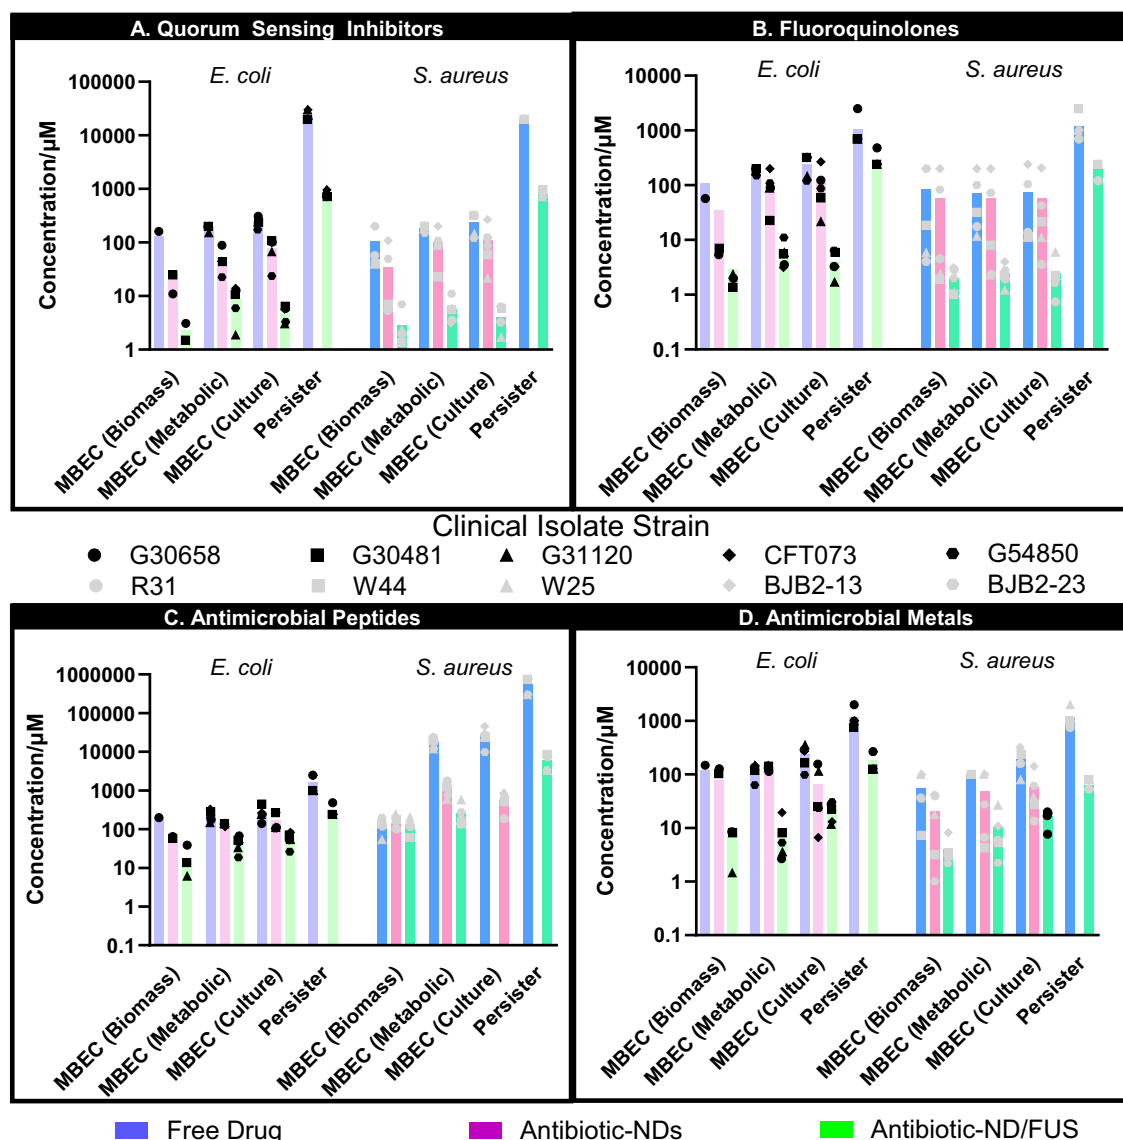 A. Quorum Sensing Inhibitors
E. coli
S. aureus
Concentration/µM
100000
10000
1000
100
10
1
MBEC (Biomass)
MBEC (Metabolic)
MBEC (Culture)
Persister
MBEC (Biomass)
MBEC (Metabolic)
MBEC (Culture)
Persister
B. Fluoroquinolones
E. coli
S. aureus
Concentration/µM
10000
1000
100
10
1
0.1
MBEC (Biomass)
MBEC (Metabolic)
MBEC (Culture)
Persister
MBEC (Biomass)
MBEC (Metabolic)
MBEC (Culture)
Persister
Clinical Isolate Strain
G30658 G30481 G31120 CFT073 G54850
R31 W44 W25 BJB2-13 BJB2-23
C. Antimicrobial Peptides
E. coli
S. aureus
Concentration/µM
1000000
100000
10000
1000
100
10
1
0.1
MBEC (Biomass)
MBEC (Metabolic)
MBEC (Culture)
Persister
MBEC (Biomass)
MBEC (Metabolic)
MBEC (Culture)
Persister
D. Antimicrobial Metals
E. coli
S. aureus
Concentration/µM
10000
1000
100
10
1
0.1
MBEC (Biomass)
MBEC (Metabolic)
MBEC (Culture)
Persister
MBEC (Biomass)
MBEC (Metabolic)
MBEC (Culture)
Persister
Free Drug Antibiotic-NDs Antibiotic-ND/FUS